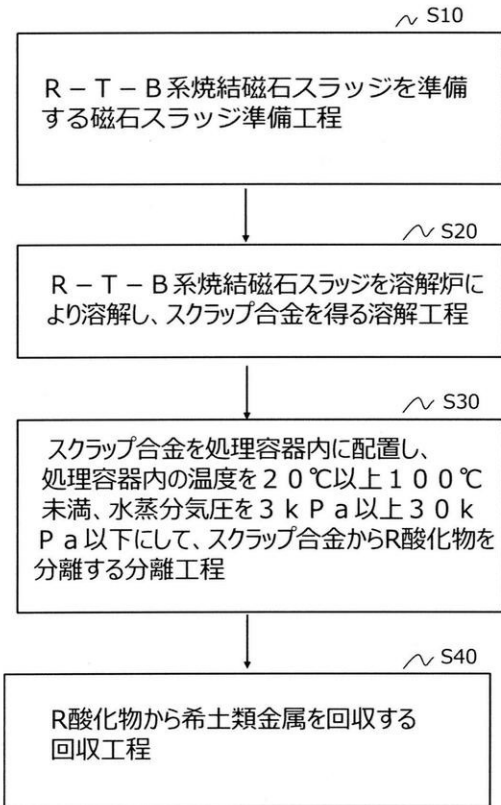 S10
R－T－B系焼結磁石スラッジを準備
する磁石スラッジ準備工程
S20
R－T－B系焼結磁石スラッジを溶解炉に
より溶解し、スクラップ合金を得る溶解工程
S30
スクラップ合金を処理容器内に配置し、
処理容器内の温度を２０℃以上１００℃
未満、水蒸分気圧を３ｋPａ以上３０ｋ
Pａ以下にして、スクラップ合金からR酸化物を
分離する分離工程
S40
R酸化物から希土類金属を回収する
回収工程